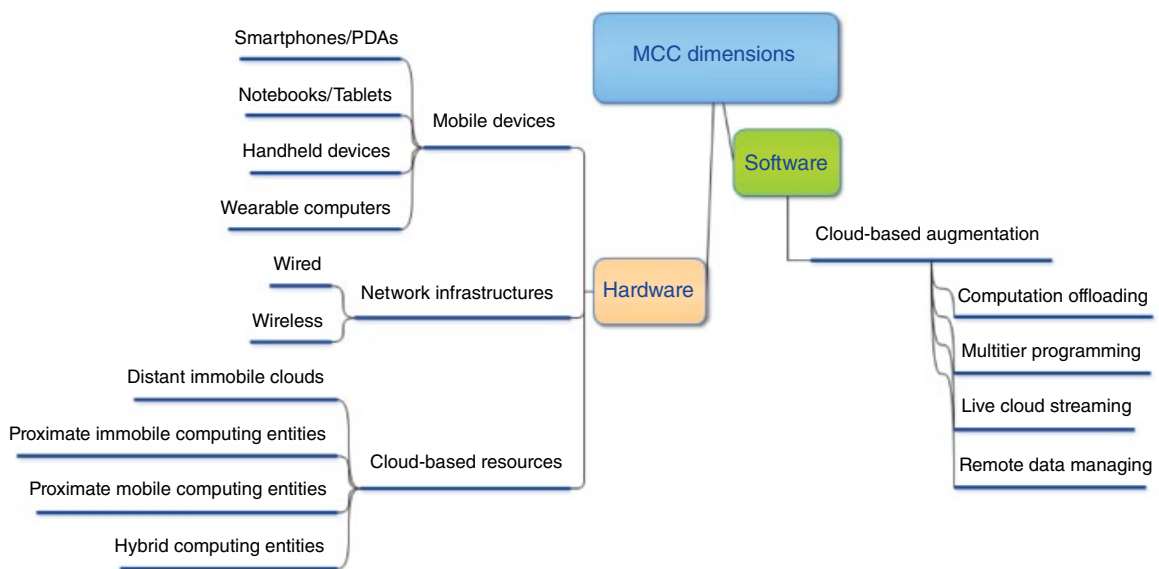 MCC dimensions
Software
Cloud-based augmentation
Computation offloading
Multitier programming
Live cloud streaming
Remote data managing
Hardware
Mobile devices
Smartphones/PDAs
Notebooks/Tablets
Handheld devices
Wearable computers
Network infrastructures
Wired
Wireless
Cloud-based resources
Distant immobile clouds
Proximate immobile computing entities
Proximate mobile computing entities
Hybrid computing entities